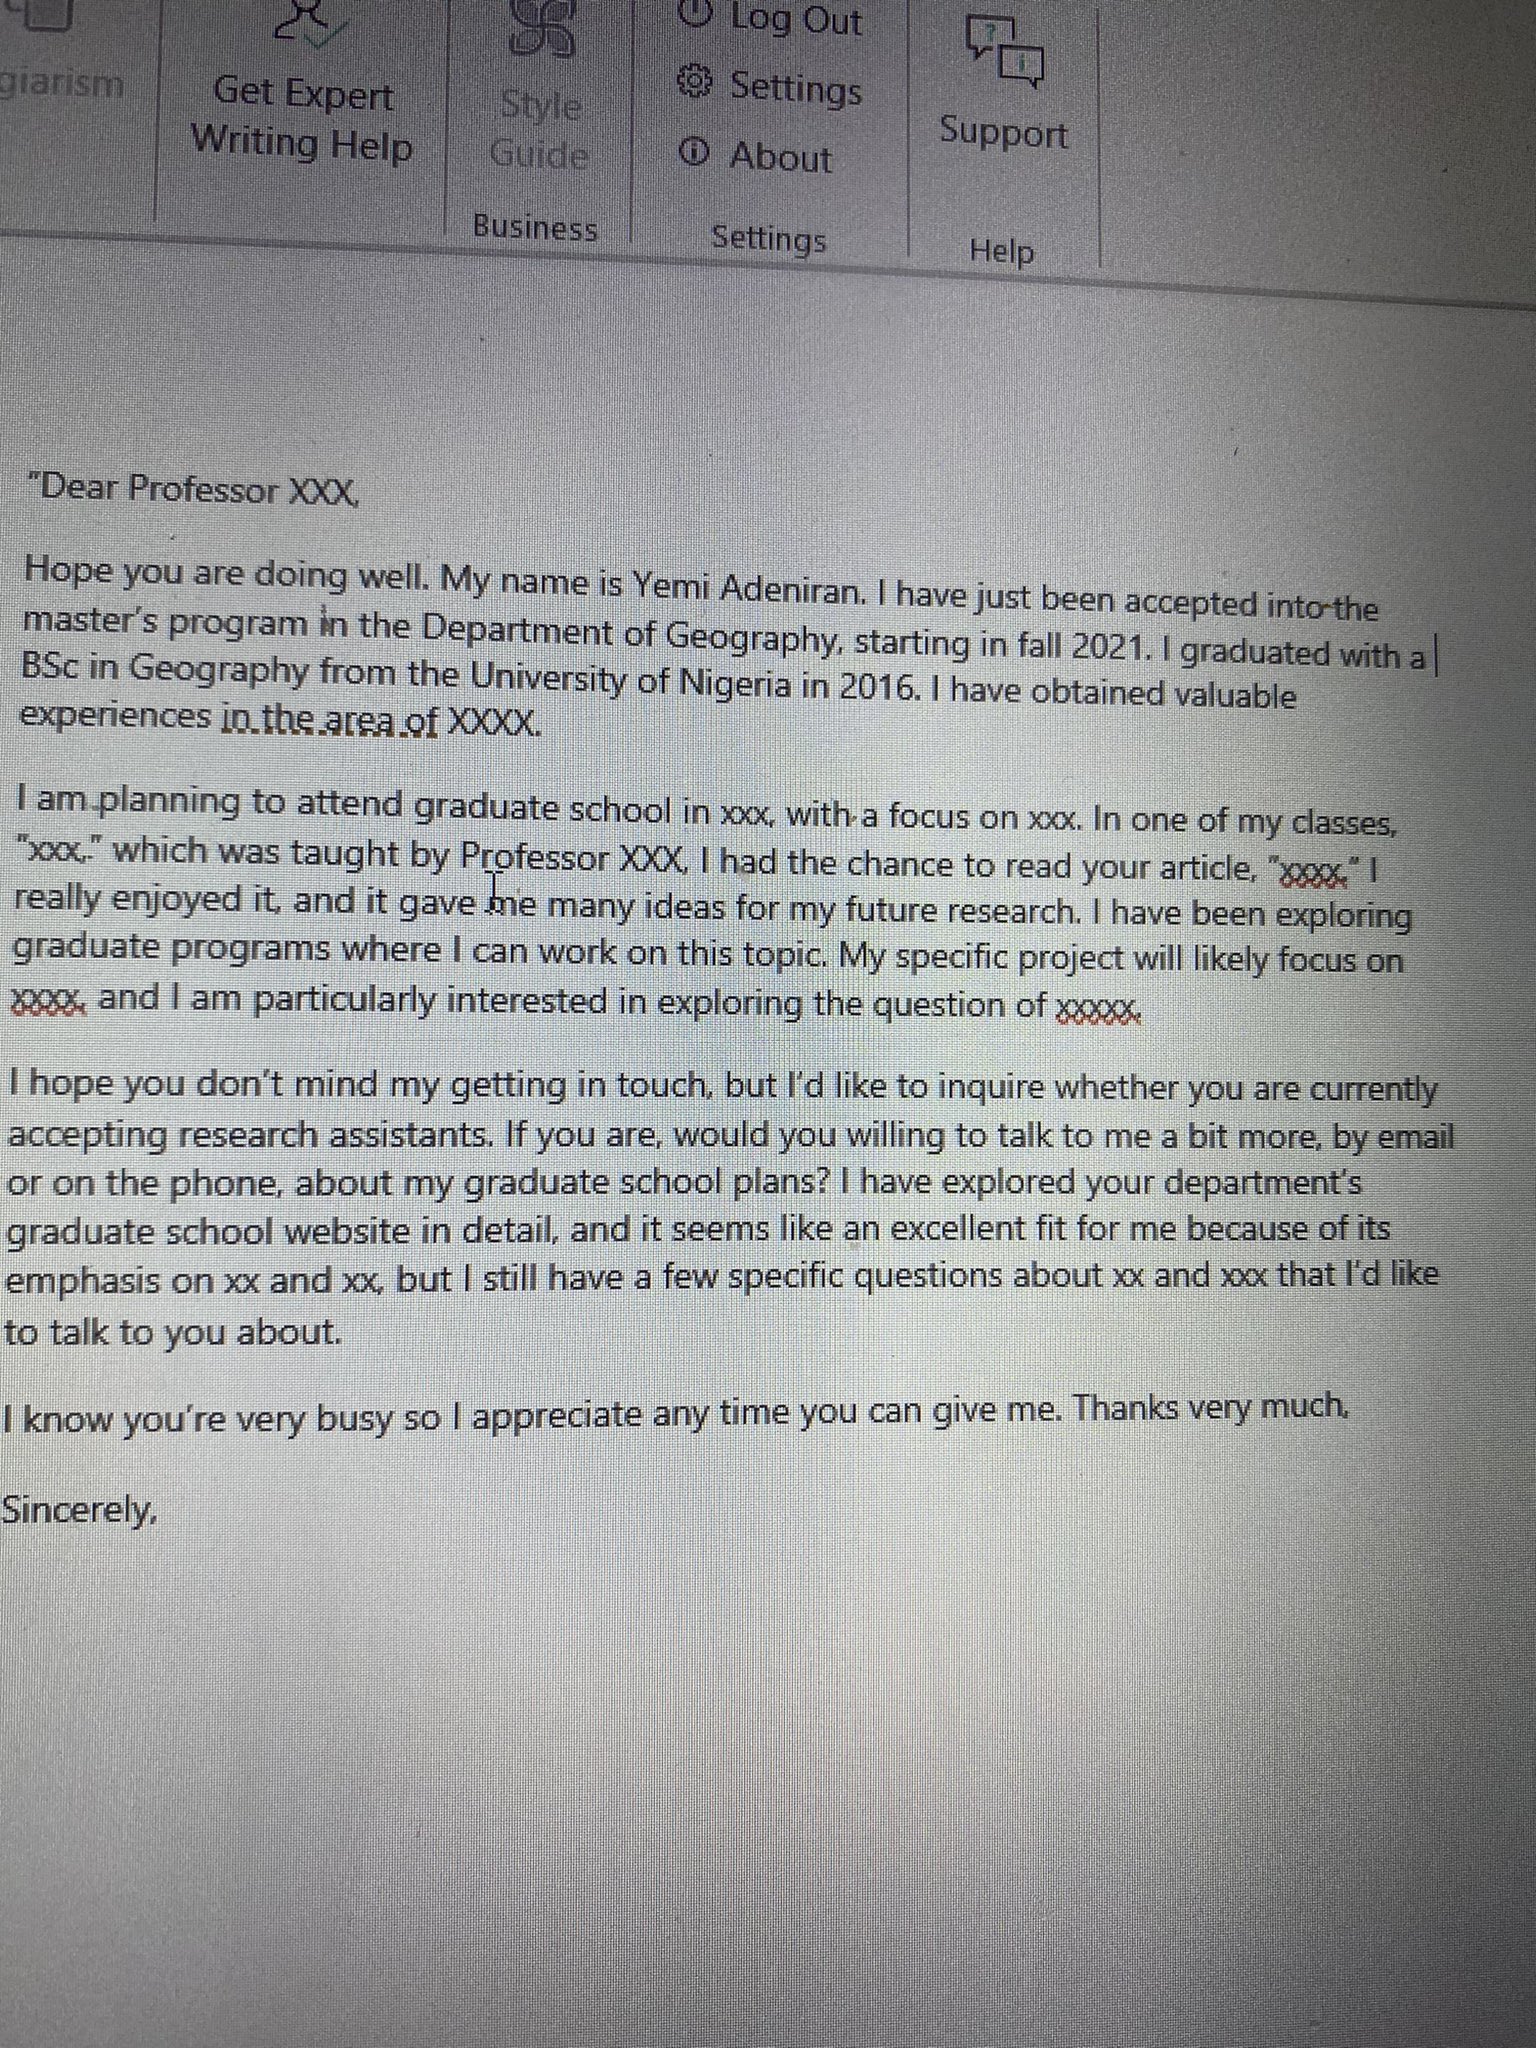 giarism
Get Expert
Writing Help
Style
Guide
Business
Log Out
Settings
About
Settings
Support
Help
"Dear Professor XXX,
Hope you are doing well. My name is Yemi Adeniran. I have just been accepted into the
master's program in the Department of Geography, starting in fall 2021. I graduated with a
BSc in Geography from the University of Nigeria in 2016. I have obtained valuable
experiences in the area of XXXX.
I am planning to attend graduate school in xxx, with a focus on xxx. In one of my classes,
"xxx," which was taught by Professor XXX, I had the chance to read your article, "xxxx." I
really enjoyed it, and it gave me many ideas for my future research. I have been exploring
graduate programs where I can work on this topic. My specific project will likely focus on
xxxx, and I am particularly interested in exploring the question of xxxxx.
I hope you don't mind my getting in touch, but I'd like to inquire whether you are currently
accepting research assistants. If you are, would you willing to talk to me a bit more, by email
or on the phone, about my graduate school plans? I have explored your department's
graduate school website in detail, and it seems like an excellent fit for me because of its
emphasis on xx and xx, but I still have a few specific questions about xx and xxx that I'd like
to talk to you about.
I know you're very busy so I appreciate any time you can give me. Thanks very much,
Sincerely,